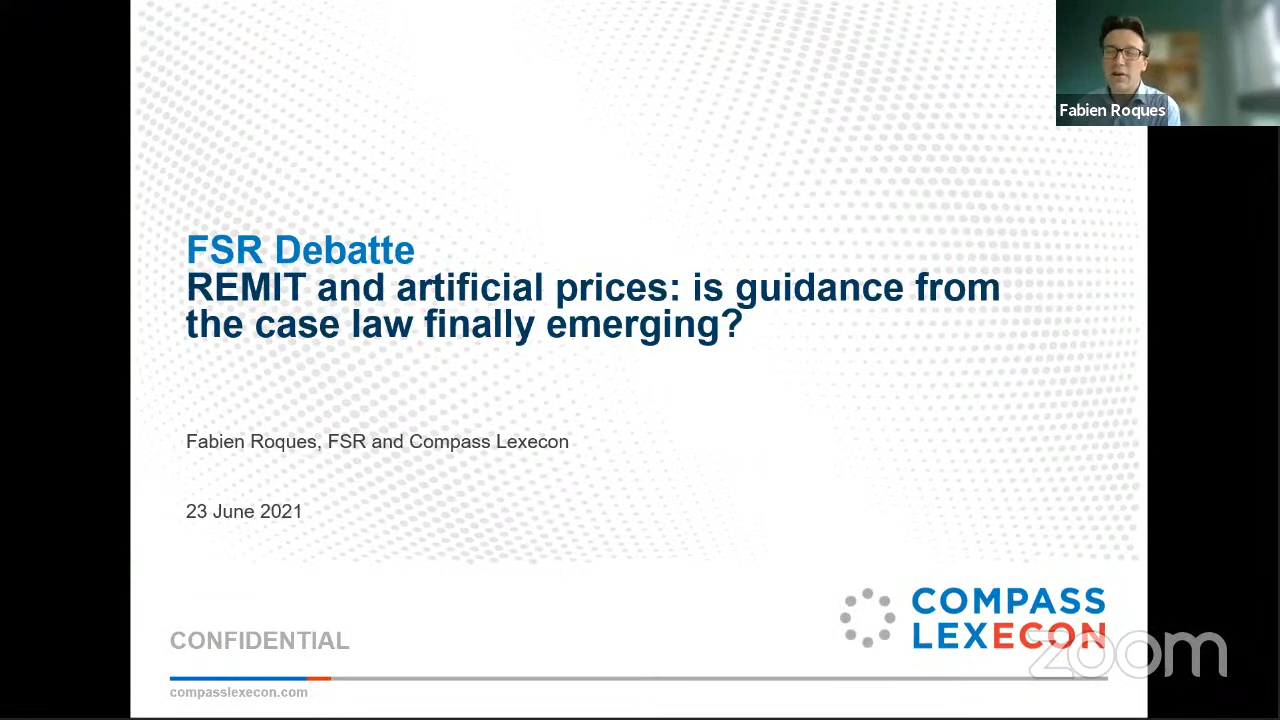 Fabien Roques
FSR Debatte
REMIT and artificial prices: is guidance from
the case law finally emerging?
Fabien Roques, FSR and Compass Lexecon
23 June 2021
COMPASS
LEXECON
zoom
CONFIDENTIAL
compasslexecon.com